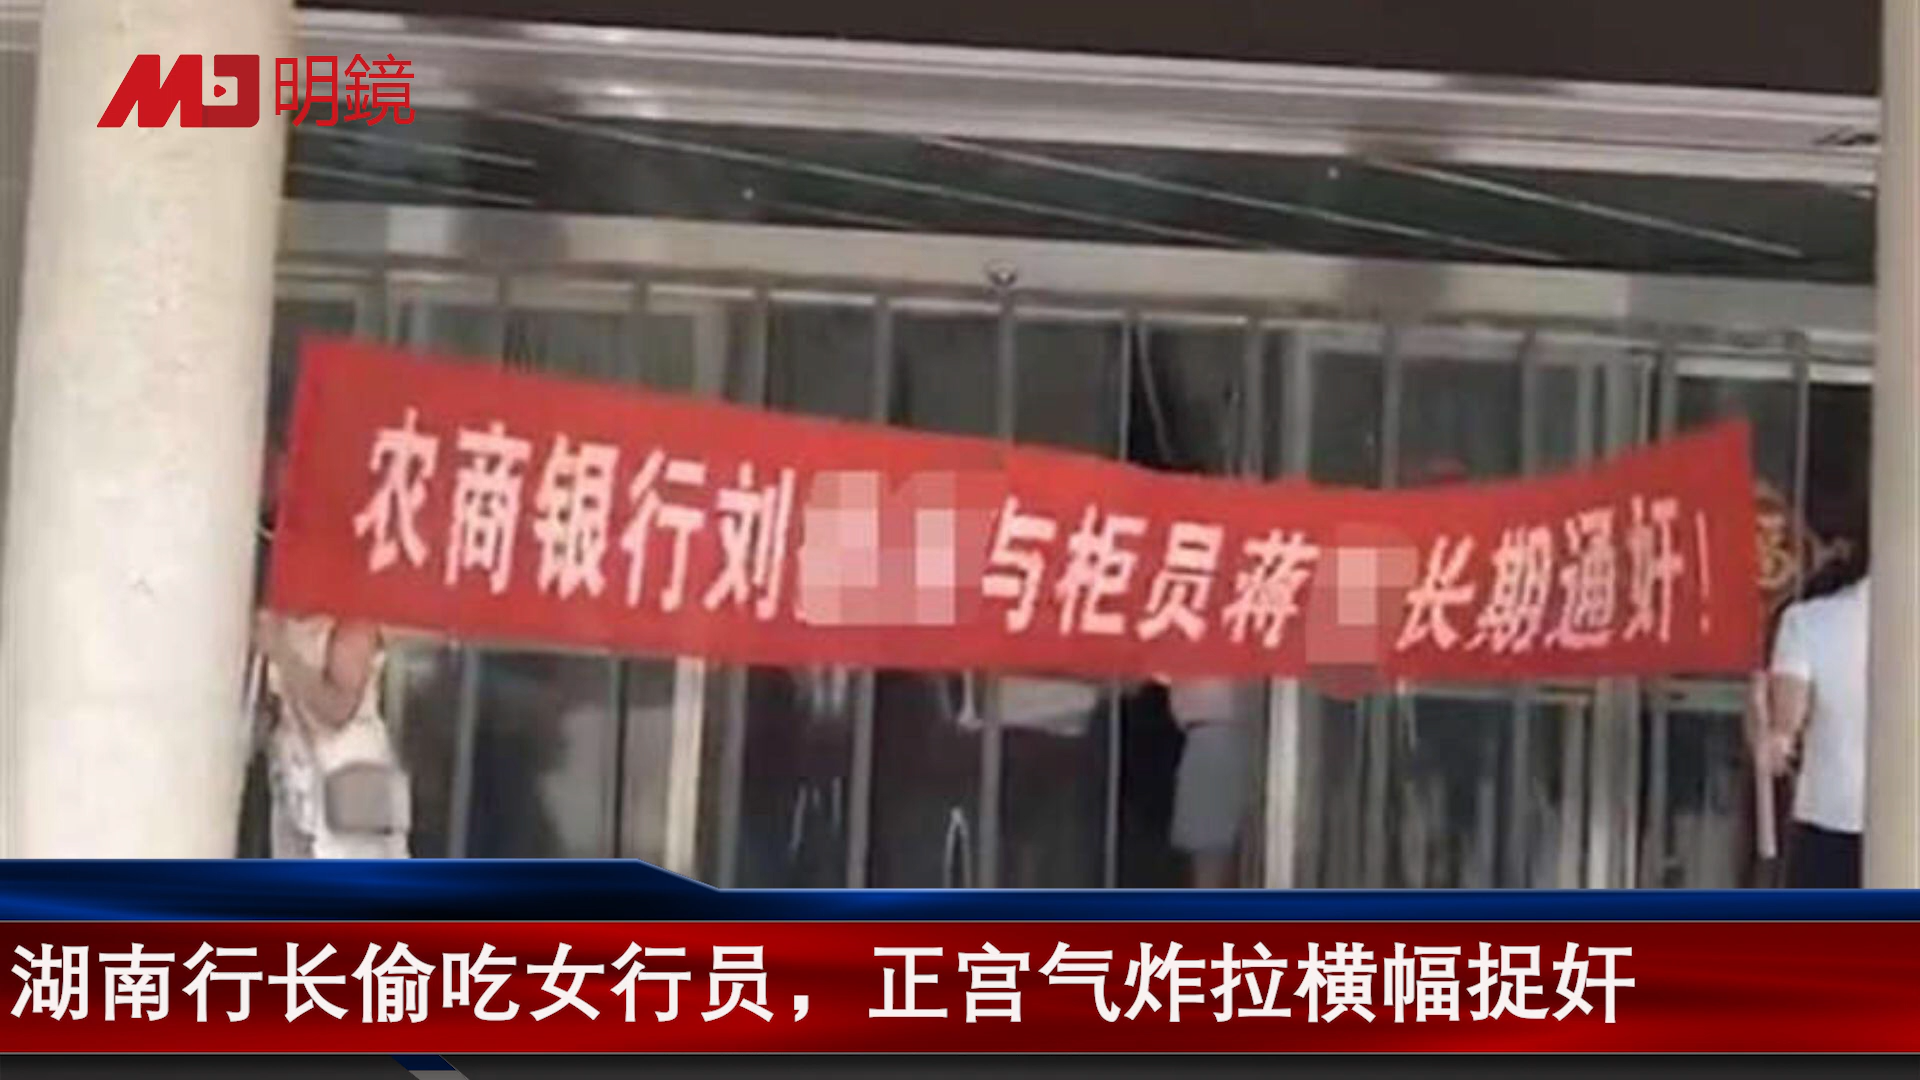 明鏡
农商银行刘 与柜员蒋 长期通奸！
湖南行长偷吃女行员，正宫气炸拉横幅捉奸